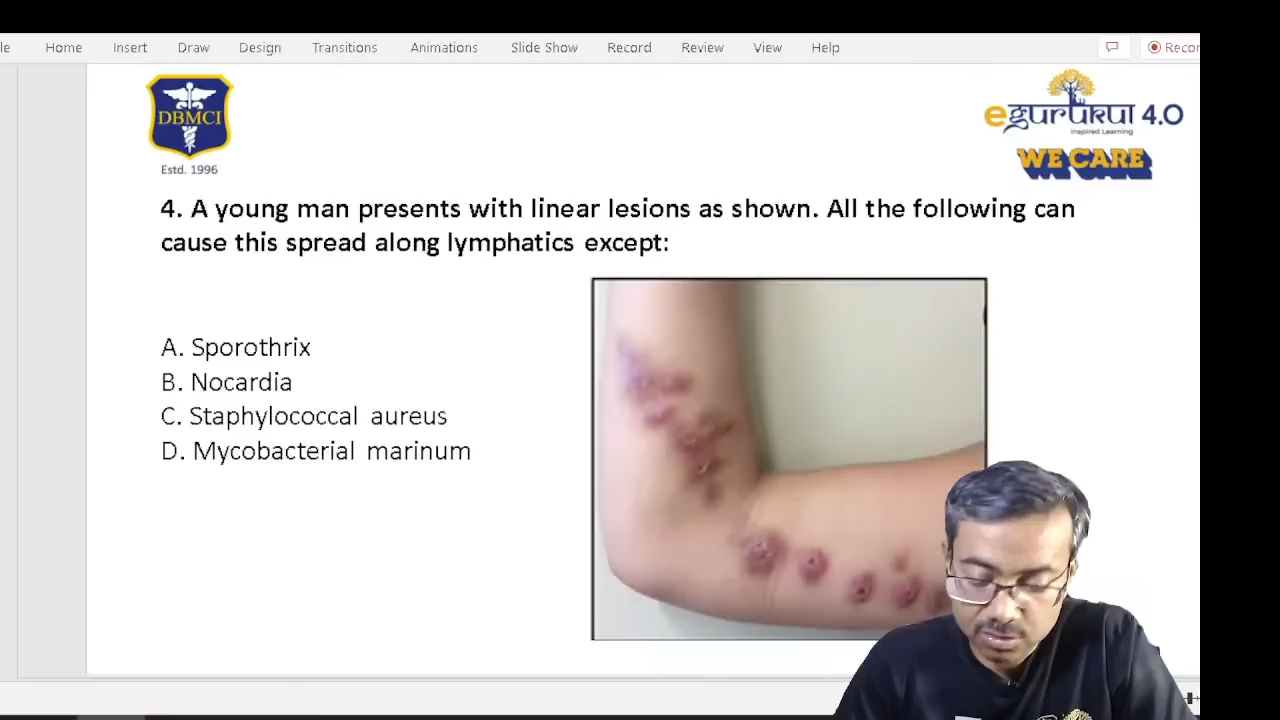 le Home Insert Draw Design Transitions Animations Slide Show Record Review View Help Recor
DBMCI
Estd. 1996
egurukul 4.0
Inspired Learning
WE CARE
4. A young man presents with linear lesions as shown. All the following can
cause this spread along lymphatics except:
A. Sporothrix
B. Nocardia
C. Staphylococcal aureus
D. Mycobacterial marinum